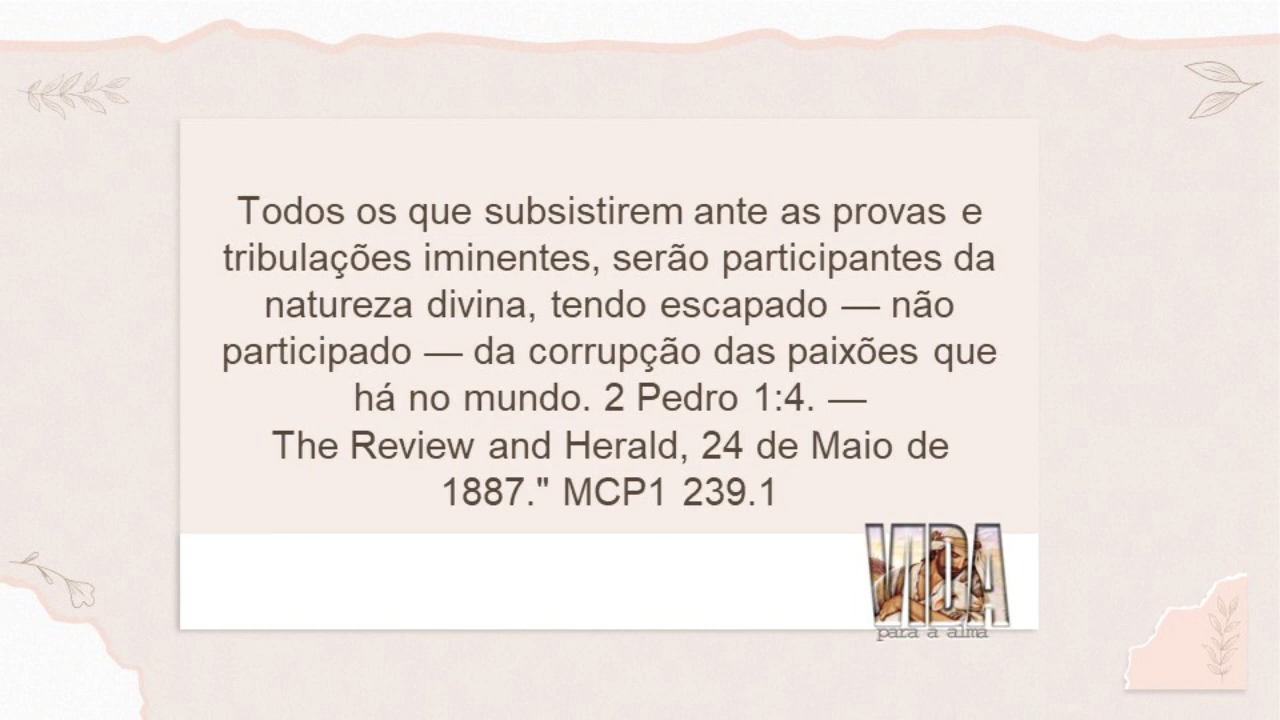 Todos os que subsistirem ante as provas e
tribulações iminentes, serão participantes da
natureza divina, tendo escapado — não
participado — da corrupção das paixões que
há no mundo. 2 Pedro 1:4. —
The Review and Herald, 24 de Maio de
1887." MCP1 239.1
VIDA
para a alma